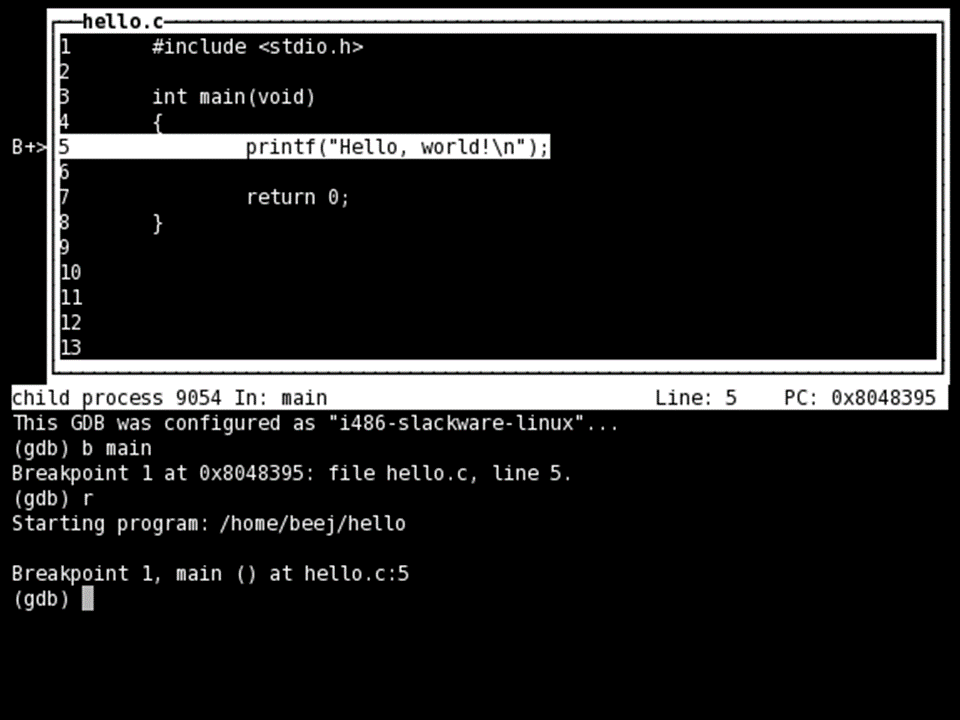 hello.c
1       #include <stdio.h>
2
3       int main(void)
4       {
B+> 5               printf("Hello, world!\n");
6
7               return 0;
8       }
9
10
11
12
13
child process 9054 In: main                            Line: 5    PC: 0x8048395
This GDB was configured as "i486-slackware-linux"...
(gdb) b main
Breakpoint 1 at 0x8048395: file hello.c, line 5.
(gdb) r
Starting program: /home/beej/hello
Breakpoint 1, main () at hello.c:5
(gdb)